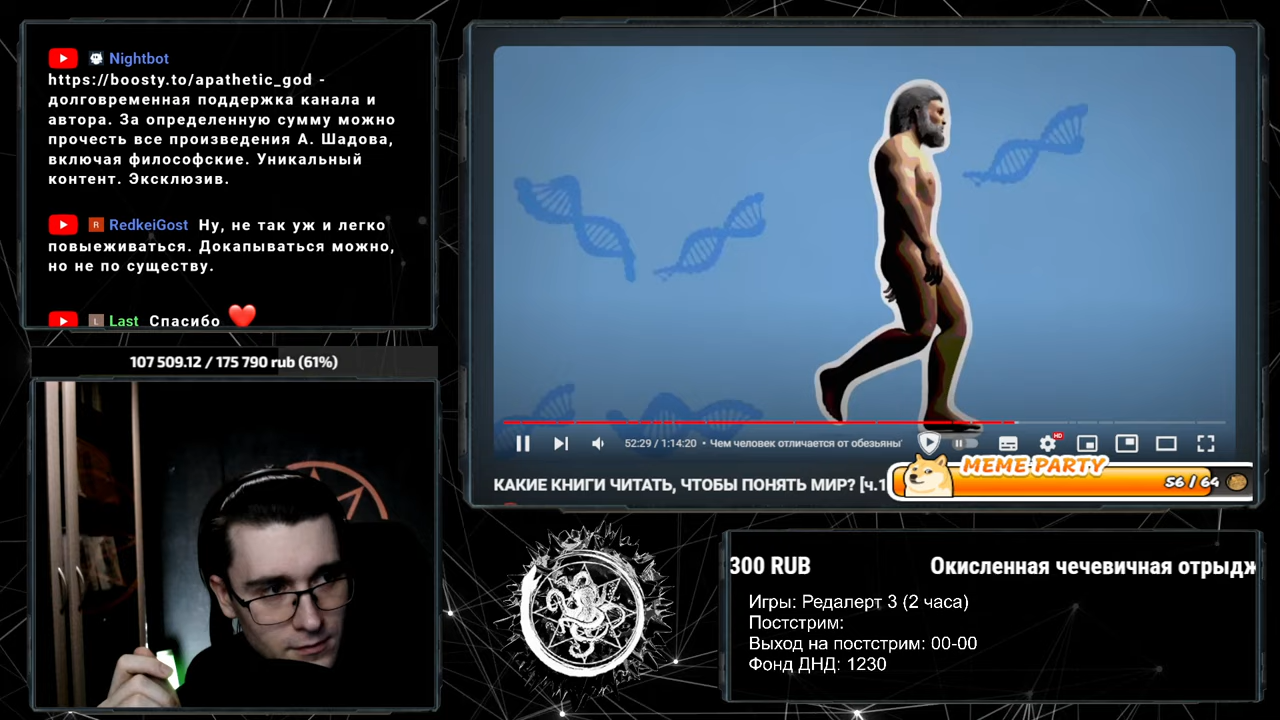 Nightbot
https://boosty.to/apathetic_god -
долговременная поддержка канала и
автора. За определенную сумму можно
прочесть все произведения А. Шадова,
включая философские. Уникальный
контент. Эксклюзив.
R RedkeiGost Ну, не так уж и легко
повыеживаться. Докапываться можно,
но не по существу.
L Last Спасибо
107 509.12 / 175 790 rub (61%)
52:29 / 1:14:20 • Чем человек отличается от обезьяны
HD
MEME PARTY
56 / 64
КАКИЕ КНИГИ ЧИТАТЬ, ЧТОБЫ ПОНЯТЬ МИР? [ч.1
300 RUB
Окисленная чечевичная отрыдж
Игры: Редалерт 3 (2 часа)
Постстрим:
Выход на постстрим: 00-00
Фонд ДНД: 1230